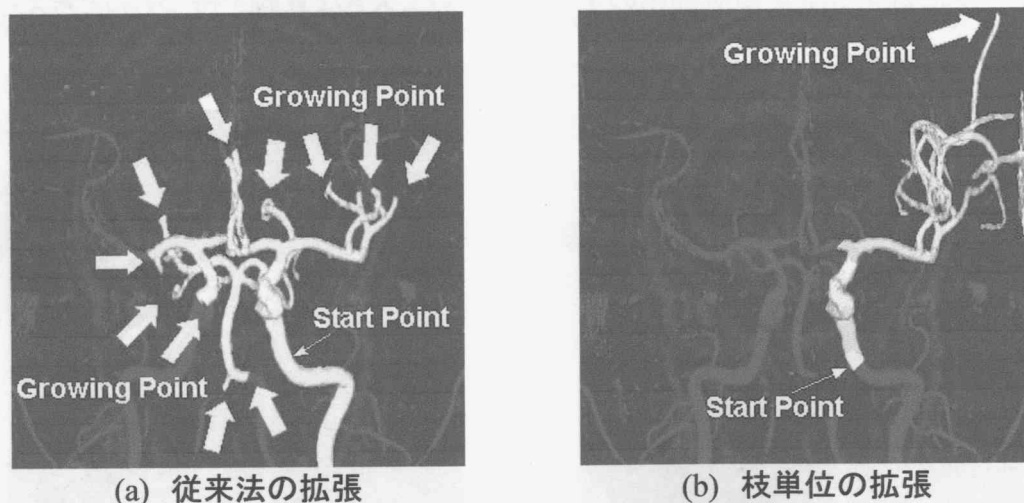 Growing Point
Start Point
Growing Point
(a) 従来法の拡張
Growing Point
Start Point
(b) 枝単位の拡張